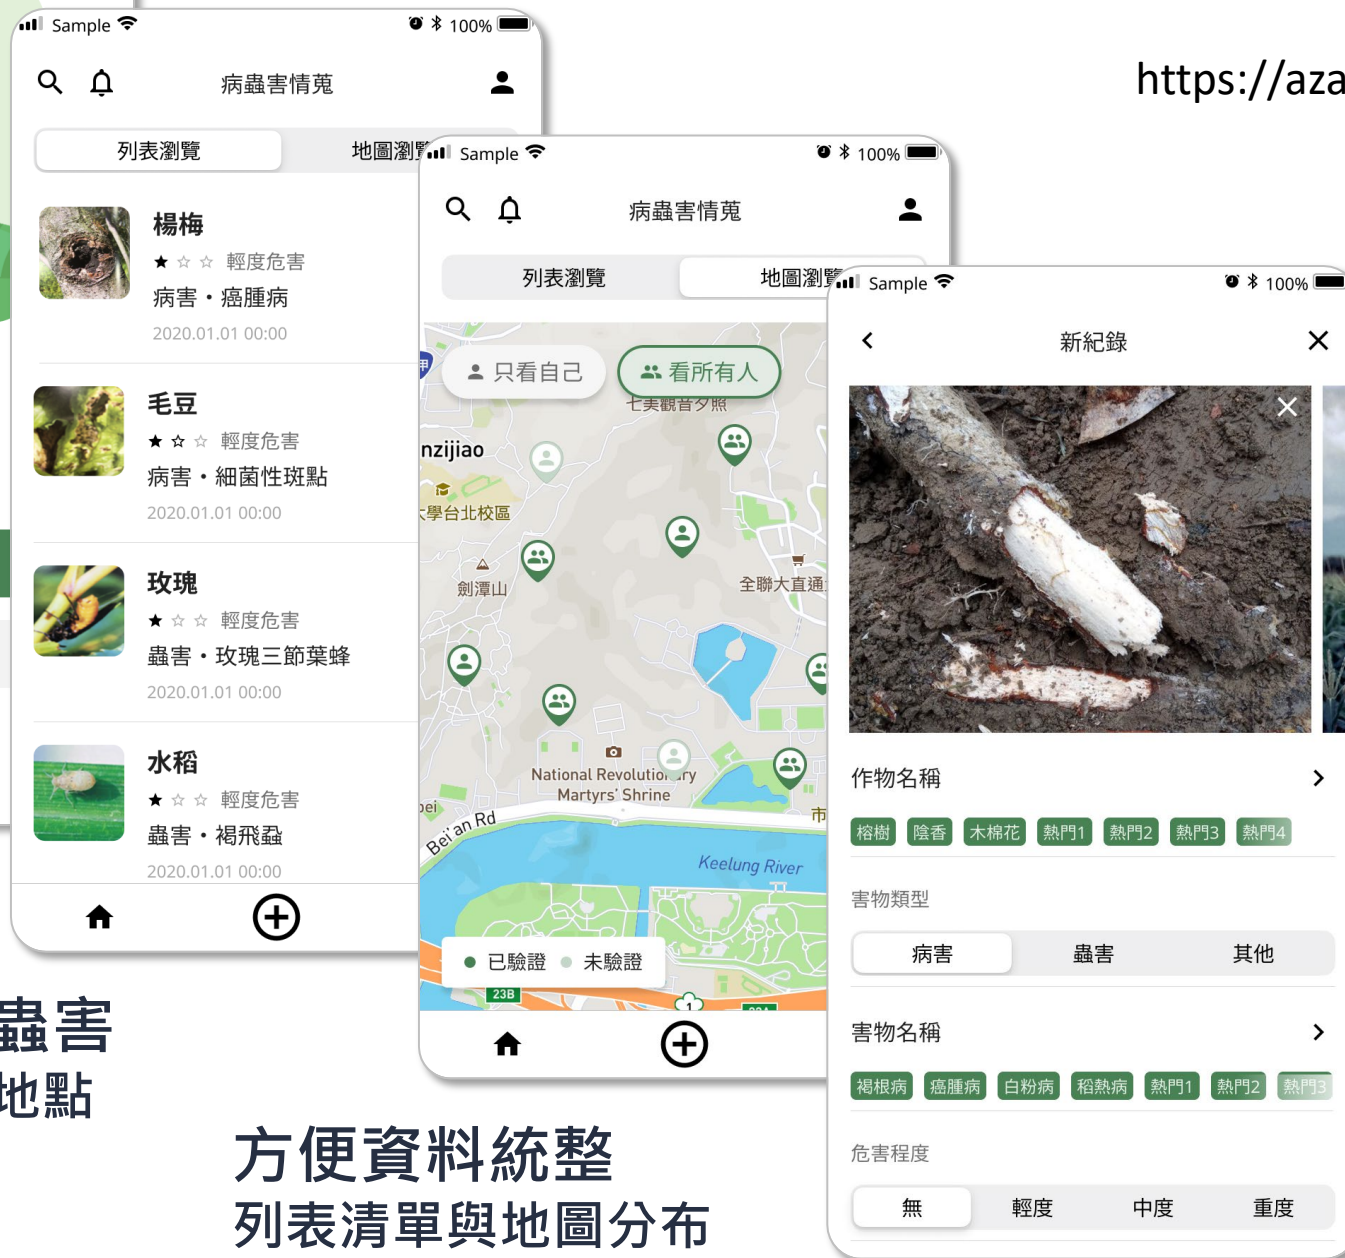 Sample
100%
病蟲害情蒐
列表瀏覽
地圖瀏覽
楊梅
★☆☆ 輕度危害
病害・癌腫病
2020.01.01 00:00
毛豆
★☆☆ 輕度危害
病害・細菌性斑點
2020.01.01 00:00
玫瑰
★☆☆ 輕度危害
蟲害・玫瑰三節葉蜂
2020.01.01 00:00
水稻
★☆☆ 輕度危害
蟲害・褐飛蝨
2020.01.01 00:00
Sample
100%
病蟲害情蒐
列表瀏覽
地圖瀏覽
只看自己
看所有人
七美觀音夕照
nzijiao
學台北校區
劍潭山
全聯大直通
National Revolutionary
Martyrs' Shrine
市
Bei'an Rd
Keelung River
已驗證
未驗證
23B
1
https://aza
Sample
100%
新紀錄
作物名稱
榕樹 陰香 木棉花 熱門1 熱門2 熱門3 熱門4
害物類型
病害 蟲害 其他
害物名稱
褐根病 癌腫病 白粉病 稻熱病 熱門1 熱門2 熱門3
危害程度
無 輕度 中度 重度
蟲害
地點
方便資料統整
列表清單與地圖分布